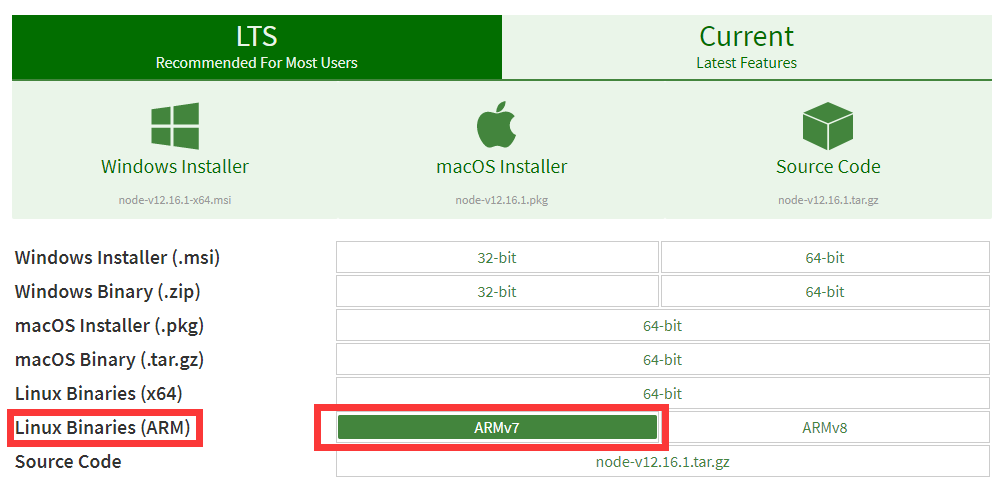 LTS
Recommended For Most Users
Current
Latest Features
Windows Installer
node-v12.16.1-x64.msi
macOS Installer
node-v12.16.1.pkg
Source Code
node-v12.16.1.tar.gz
Windows Installer (.msi) 32-bit 64-bit
Windows Binary (.zip) 32-bit 64-bit
macOS Installer (.pkg) 64-bit
macOS Binary (.tar.gz) 64-bit
Linux Binaries (x64) 64-bit
Linux Binaries (ARM) ARMv7 ARMv8
Source Code node-v12.16.1.tar.gz